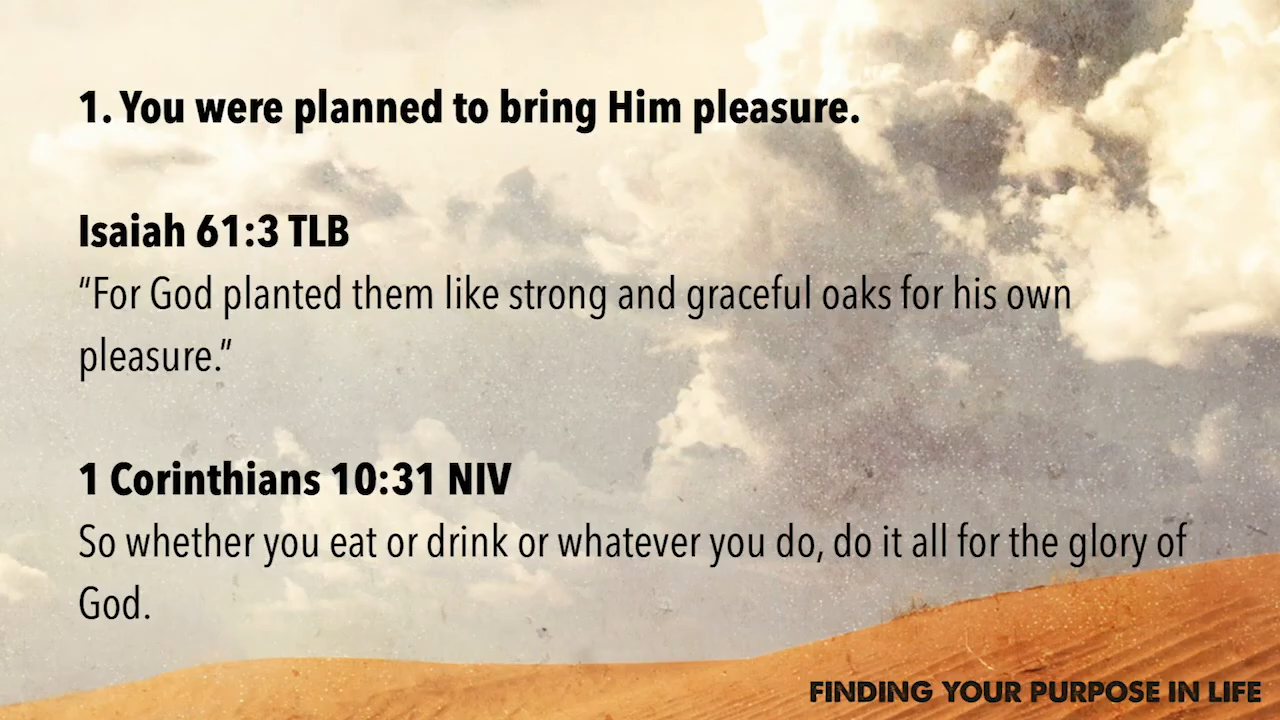 1. You were planned to bring Him pleasure.
Isaiah 61:3 TLB
“For God planted them like strong and graceful oaks for his own
pleasure.”
1 Corinthians 10:31 NIV
So whether you eat or drink or whatever you do, do it all for the glory of
God.
FINDING YOUR PURPOSE IN LIFE